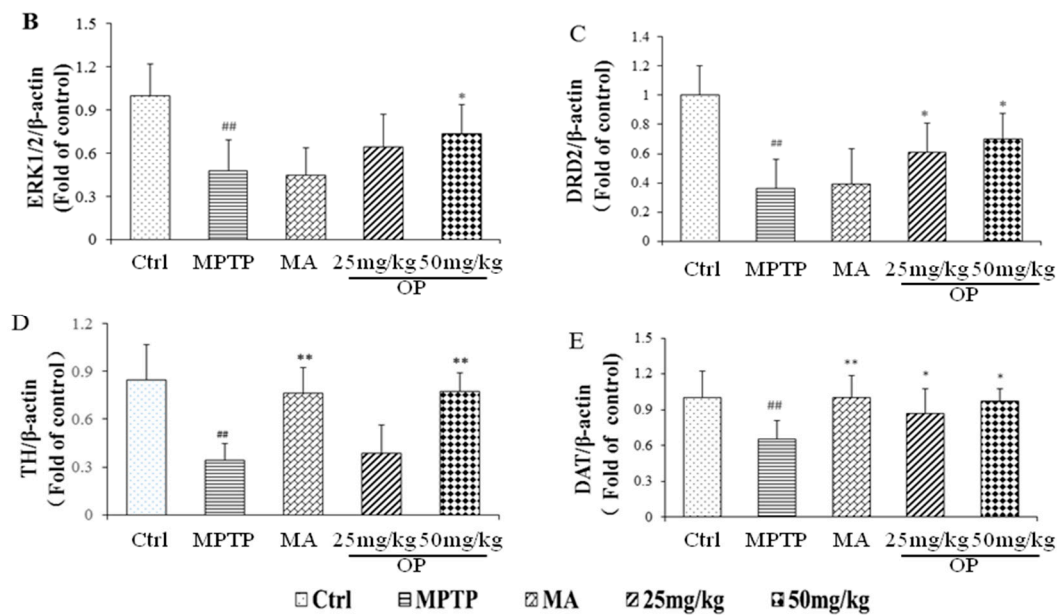 B
ERK1/2/β-actin
(Fold of control)
1.5
1.2
0.9
0.6
0.3
0
##
*
Ctrl MPTP MA 25mg/kg 50mg/kg
OP
C
DRD2/β-actin
( Fold of control)
1.4
1.2
1
0.8
0.6
0.4
0.2
0
##
*
*
Ctrl MPTP MA 25mg/kg 50mg/kg
OP
D
TH/β-actin
( Fold of control)
1.2
0.9
0.6
0.3
0
##
**
**
Ctrl MPTP MA 25mg/kg 50mg/kg
OP
E
DAT/β-actin
( Fold of control)
1.5
1.2
0.9
0.6
0.3
0
##
**
*
*
Ctrl MPTP MA 25mg/kg 50mg/kg
OP
Ctrl MPTP MA 25mg/kg 50mg/kg